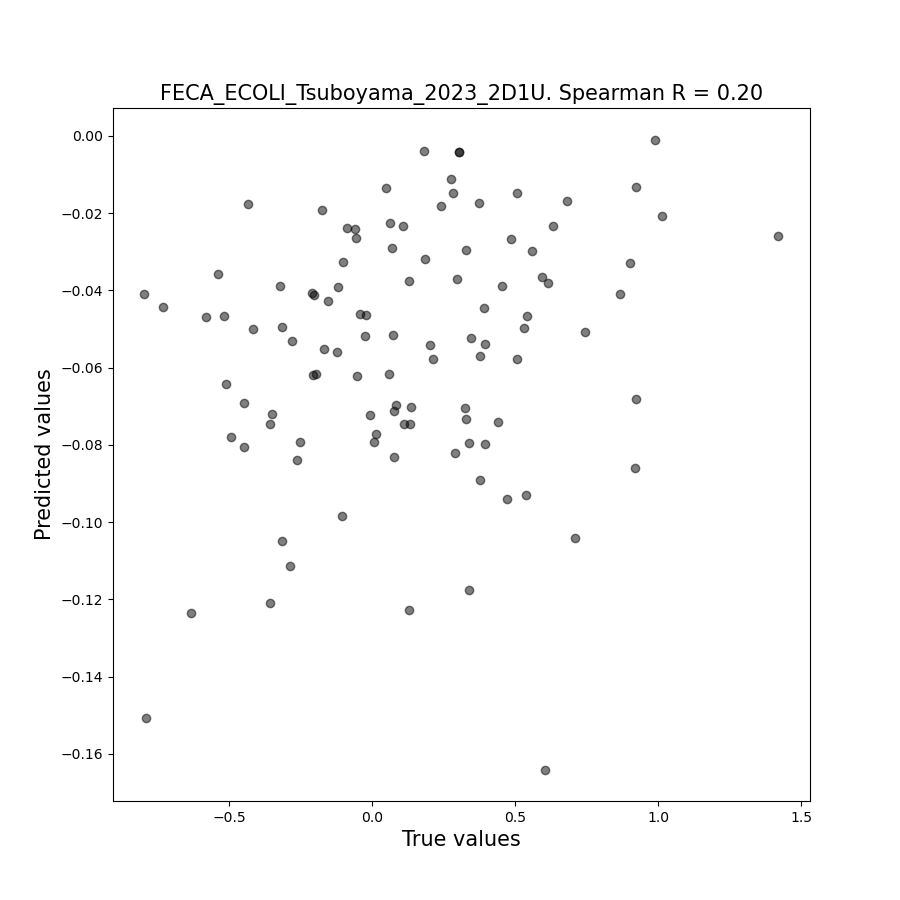 FECA_ECOLI_Tsuboyama_2023_2D1U. Spearman R = 0.20
0.00
−0.02
−0.04
−0.06
−0.08
−0.10
−0.12
−0.14
−0.16
Predicted values
−0.5 0.0 0.5 1.0 1.5
True values